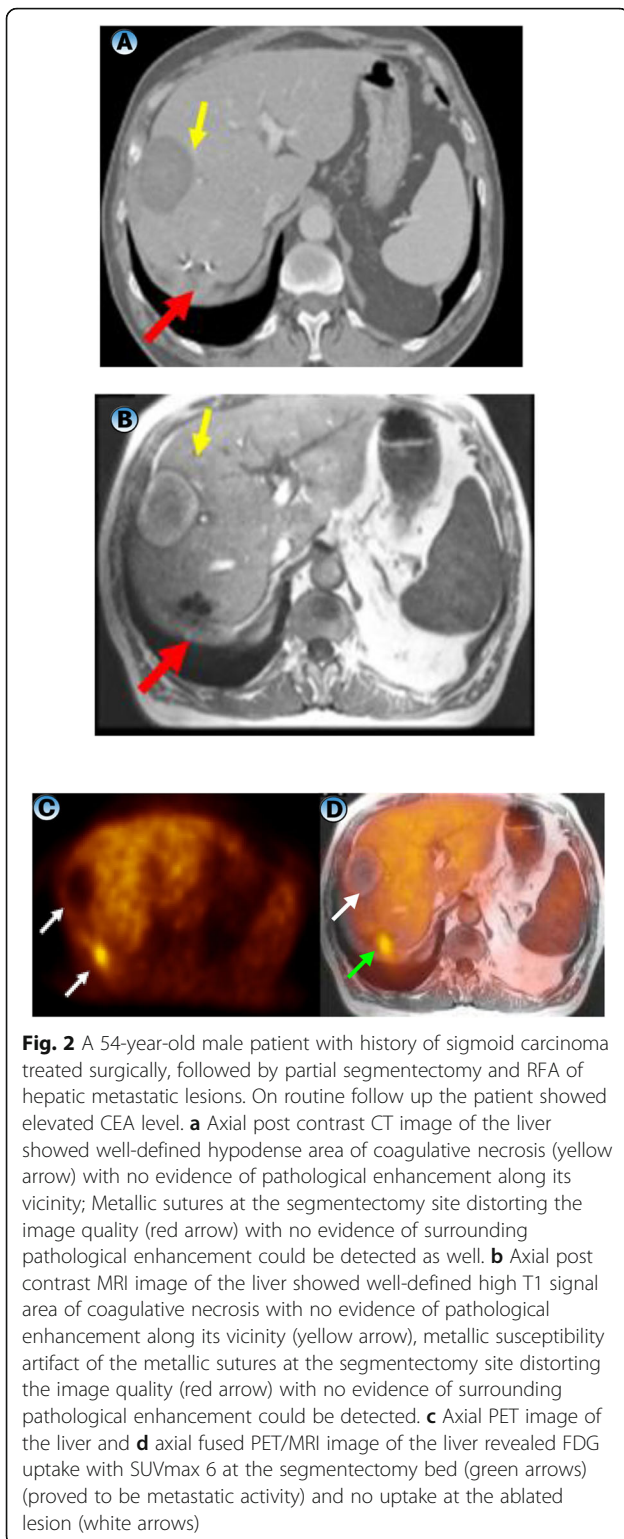 A
B
C
D
Fig. 2 A 54-year-old male patient with history of sigmoid carcinoma
treated surgically, followed by partial segmentectomy and RFA of
hepatic metastatic lesions. On routine follow up the patient showed
elevated CEA level. a Axial post contrast CT image of the liver
showed well-defined hypodense area of coagulative necrosis (yellow
arrow) with no evidence of pathological enhancement along its
vicinity; Metallic sutures at the segmentectomy site distorting the
image quality (red arrow) with no evidence of surrounding
pathological enhancement could be detected as well. b Axial post
contrast MRI image of the liver showed well-defined high T1 signal
area of coagulative necrosis with no evidence of pathological
enhancement along its vicinity (yellow arrow), metallic susceptibility
artifact of the metallic sutures at the segmentectomy site distorting
the image quality (red arrow) with no evidence of surrounding
pathological enhancement could be detected. c Axial PET image of
the liver and d axial fused PET/MRI image of the liver revealed FDG
uptake with SUVmax 6 at the segmentectomy bed (green arrows)
(proved to be metastatic activity) and no uptake at the ablated
lesion (white arrows)